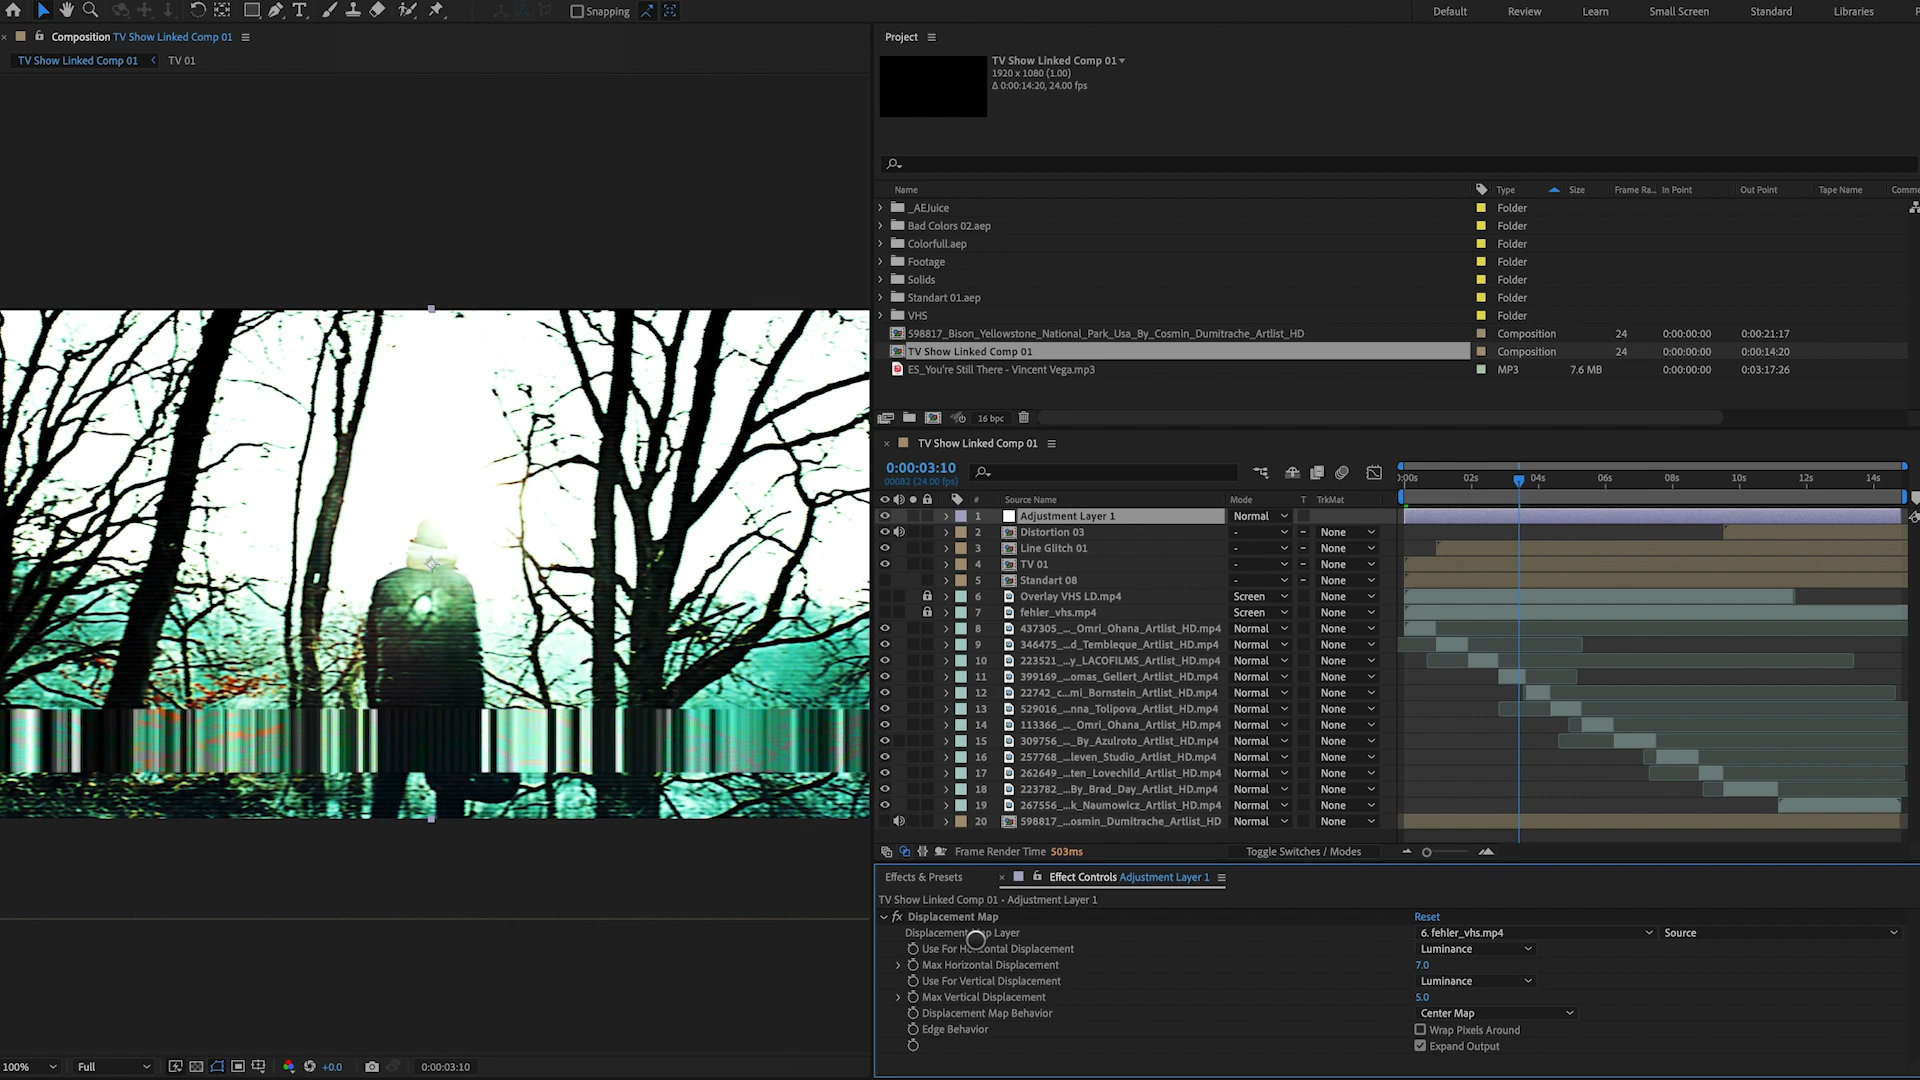 Snapping
Default
Review
Learn
Small Screen
Standard
Libraries
Composition TV Show Linked Comp 01
TV Show Linked Comp 01
TV 01
Project
TV Show Linked Comp 01
1920 x 1080 (1.00)
Δ 0:00:14:20, 24.00 fps
Name Type Size Frame Ra... In Point Out Point Tape Name Comme
_AEJuice Folder
Bad Colors 02.aep Folder
Colorfull.aep Folder
Footage Folder
Solids Folder
Standart 01.aep Folder
VHS Folder
598817_Bison_Yellowstone_National_Park_Usa_By_Cosmin_Dumitrache_Artlist_HD Composition 24 0:00:00:00 0:00:21:17
TV Show Linked Comp 01 Composition 24 0:00:00:00 0:00:14:20
ES_You're Still There - Vincent Vega.mp3 MP3 7.6 MB 0:00:00:00 0:03:17:26
16 bpc
TV Show Linked Comp 01
0:00:03:10
00082 (24.00 fps)
):00s 02s 04s 06s 08s 10s 12s 14s
# Source Name Mode T TrkMat
1 Adjustment Layer 1 Normal
2 Distortion 03 - - None
3 Line Glitch 01 - - None
4 TV 01 - - None
5 Standart 08 - - None
6 Overlay VHS LD.mp4 Screen None
7 fehler_vhs.mp4 Screen None
8 437305_..._Omri_Ohana_Artlist_HD.mp4 Normal None
9 346475_...d_Tembleque_Artlist_HD.mp4 Normal None
10 223521_...y_LACOFILMS_Artlist_HD.mp4 Normal None
11 399169_...omas_Gellert_Artlist_HD.mp4 Normal None
12 22742_c...mi_Bornstein_Artlist_HD.mp4 Normal None
13 529016_...nna_Tolipova_Artlist_HD.mp4 Normal None
14 113366_..._Omri_Ohana_Artlist_HD.mp4 Normal None
15 309756_..._By_Azulroto_Artlist_HD.mp4 Normal None
16 257768_...leven_Studio_Artlist_HD.mp4 Normal None
17 262649_...ten_Lovechild_Artlist_HD.mp4 Normal None
18 223782_...By_Brad_Day_Artlist_HD.mp4 Normal None
19 267556_...k_Naumowicz_Artlist_HD.mp4 Normal None
20 598817_...osmin_Dumitrache_Artlist_HD Normal None
Frame Render Time 503ms
Toggle Switches / Modes
Effects & Presets
Effect Controls Adjustment Layer 1
TV Show Linked Comp 01 • Adjustment Layer 1
fx Displacement Map Reset
Displacement Map Layer 6. fehler_vhs.mp4 Source
Use For Horizontal Displacement Luminance
Max Horizontal Displacement 7.0
Use For Vertical Displacement Luminance
Max Vertical Displacement 5.0
Displacement Map Behavior Center Map
Edge Behavior Wrap Pixels Around
Expand Output
100%
Full
+0.0
0:00:03:10